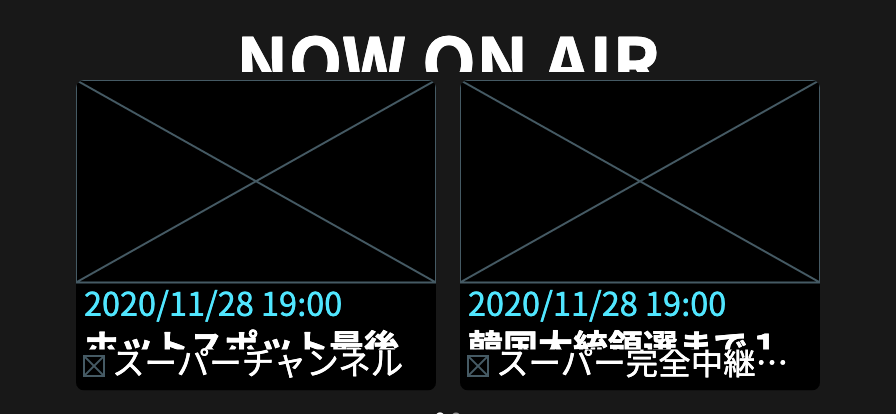 NOW ON AIR
2020/11/28 19:00
ホットスポット最後
スーパーチャンネル
2020/11/28 19:00
韓国大統領選まで1
スーパー完全中継…